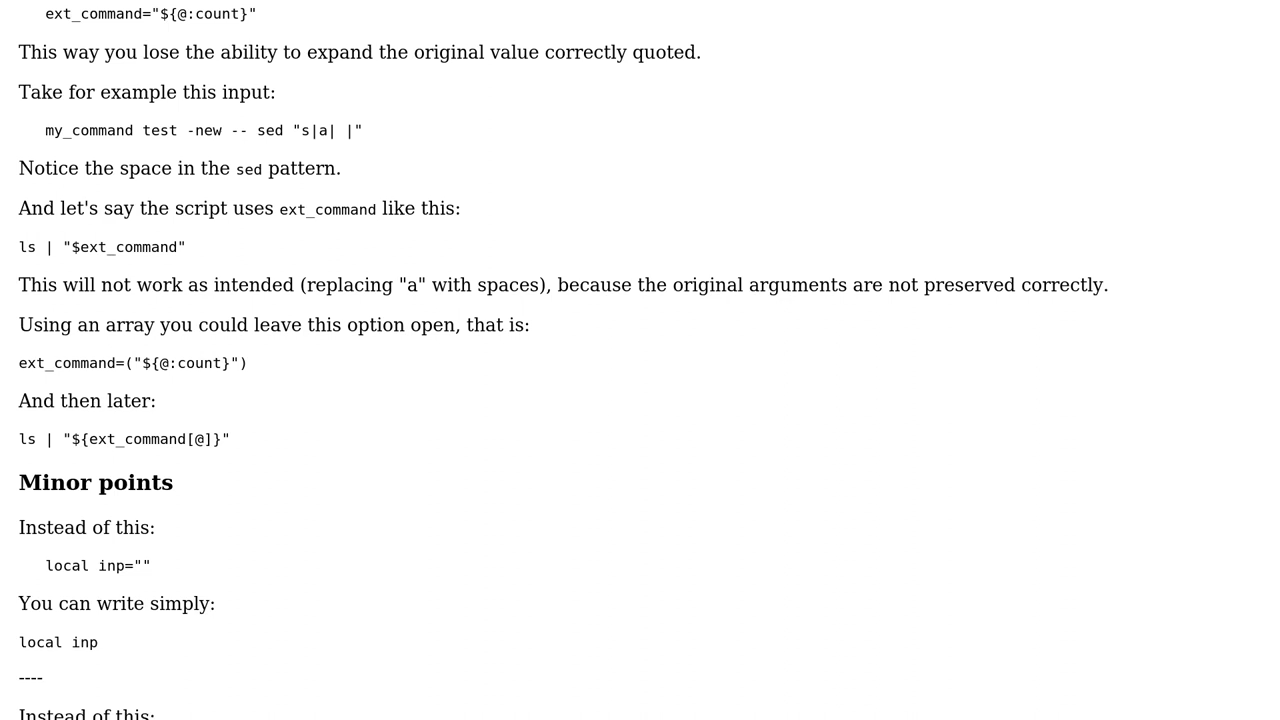 ext_command="${@:count}"
This way you lose the ability to expand the original value correctly quoted.
Take for example this input:
my_command test -new -- sed "s|a| |"
Notice the space in the sed pattern.
And let's say the script uses ext_command like this:
ls | "$ext_command"
This will not work as intended (replacing "a" with spaces), because the original arguments are not preserved correctly.
Using an array you could leave this option open, that is:
ext_command=("${@:count}")
And then later:
ls | "${ext_command[@]}"
Minor points
Instead of this:
local inp=""
You can write simply:
local inp
----
Instead of this: